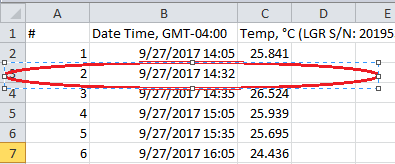 A B C D E
1 # Date Time, GMT-04:00 Temp, °C (LGR S/N: 20195
2 1 9/27/2017 14:05 25.841
3 2 9/27/2017 14:32
4 3 9/27/2017 14:35 26.524
5 4 9/27/2017 15:05 25.939
6 5 9/27/2017 15:35 25.695
7 6 9/27/2017 16:05 24.436